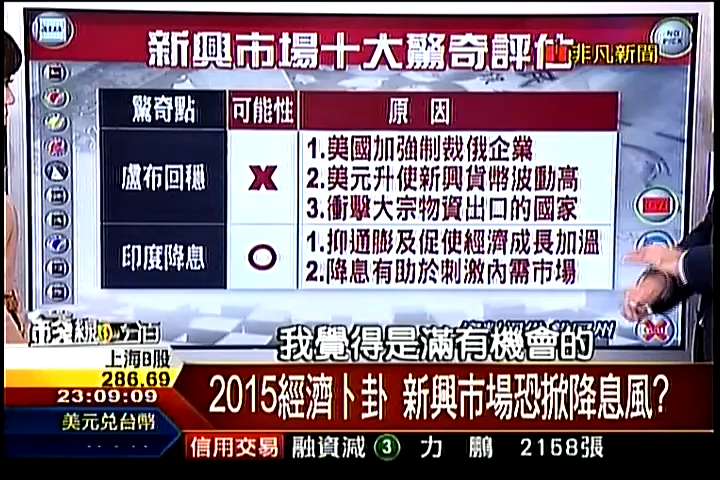 新興市場十大驚奇評估
非凡新聞
NO PICK
驚奇點 可能性 原 因
盧布回穩 X 1.美國加強制裁俄企業
2.美元升使新興貨幣波動高
3.衝擊大宗物資出口的國家
印度降息 O 1.抑通膨及促使經濟成長加溫
2.降息有助於刺激內需市場
我覺得是滿有機會的
上海B股
286.69
23:09:09
2015經濟卜卦 新興市場恐掀降息風?
美元兌台幣
信用交易 融資減 3 力 鵬 2158張